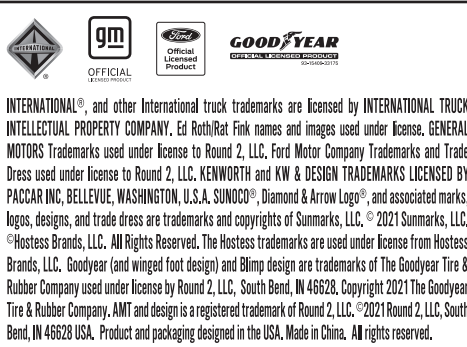 INTERNATIONAL
®
gm
OFFICIAL
LICENSED PRODUCT
Ford
Official
Licensed
Product
GOODYEAR
OFFICIAL LICENSED PRODUCT
93-15408-23176
INTERNATIONAL®, and other International truck trademarks are licensed by INTERNATIONAL TRUCK
INTELLECTUAL PROPERTY COMPANY. Ed Roth/Rat Fink names and images used under license. GENERAL
MOTORS Trademarks used under license to Round 2, LLC. Ford Motor Company Trademarks and Trade
Dress used under license to Round 2, LLC. KENWORTH and KW & DESIGN TRADEMARKS LICENSED BY
PACCAR INC, BELLEVUE, WASHINGTON, U.S.A. SUNOCO®, Diamond & Arrow Logo®, and associated marks,
logos, designs, and trade dress are trademarks and copyrights of Sunmarks, LLC. © 2021 Sunmarks, LLC.
©Hostess Brands, LLC. All Rights Reserved. The Hostess trademarks are used under license from Hostess
Brands, LLC. Goodyear (and winged foot design) and Blimp design are trademarks of The Goodyear Tire &
Rubber Company used under license by Round 2, LLC, South Bend, IN 46628. Copyright 2021 The Goodyear
Tire & Rubber Company. AMT and design is a registered trademark of Round 2, LLC. ©2021 Round 2, LLC, South
Bend, IN 46628 USA. Product and packaging designed in the USA. Made in China. All rights reserved.